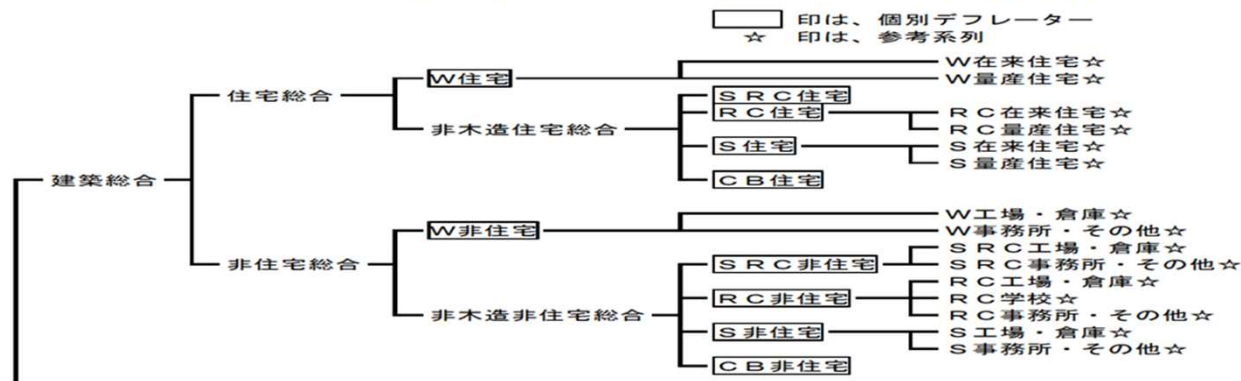 印は、個別デフレーター
☆ 印は、参考系列
W在来住宅☆
W住宅
W量産住宅☆
住宅総合
SRC住宅
RC住宅
RC在来住宅☆
非木造住宅総合
RC量産住宅☆
S住宅
S在来住宅☆
S量産住宅☆
建築総合
CB住宅
W工場・倉庫☆
W非住宅
W事務所・その他☆
SRC工場・倉庫☆
非住宅総合
SRC非住宅
SRC事務所・その他☆
RC工場・倉庫☆
RC非住宅
RC学校☆
非木造非住宅総合
RC事務所・その他☆
S非住宅
S工場・倉庫☆
S事務所・その他☆
CB非住宅